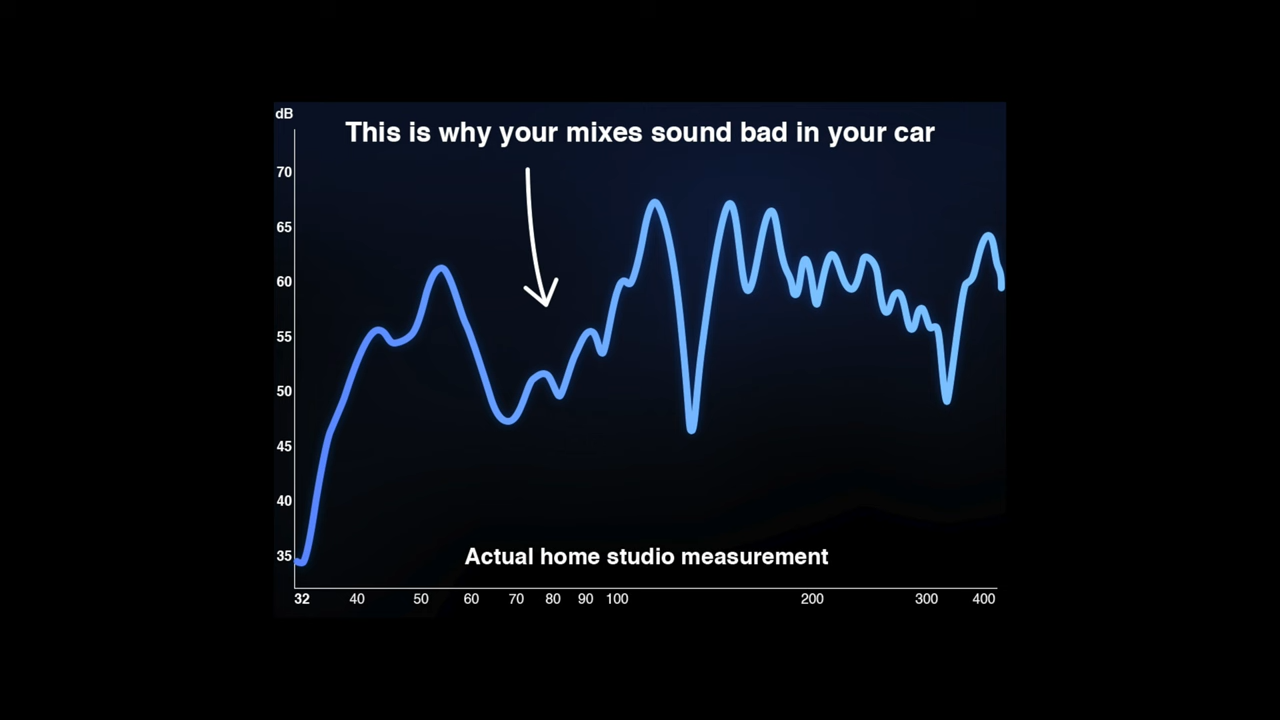 dB
This is why your mixes sound bad in your car
70
65
60
55
50
45
40
35
Actual home studio measurement
32 40 50 60 70 80 90 100 200 300 400